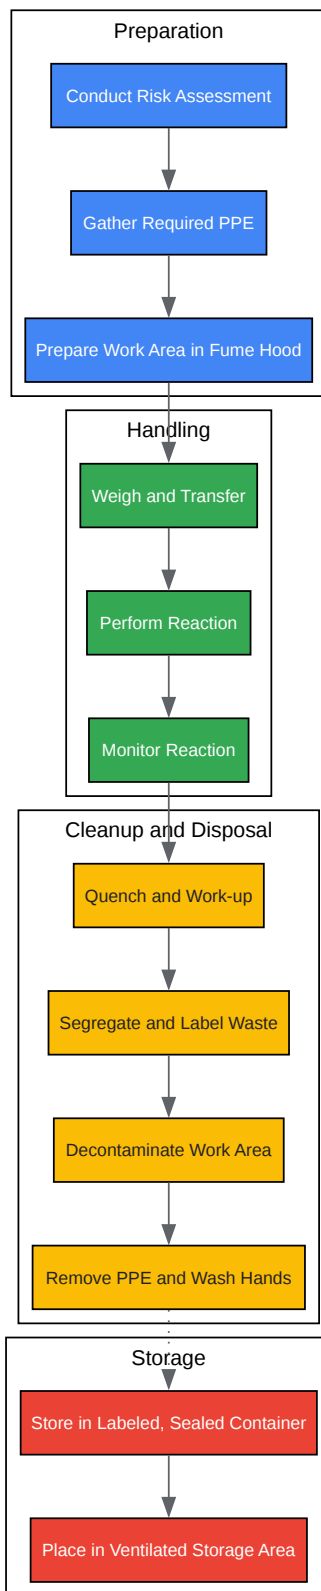 Preparation
Conduct Risk Assessment
Gather Required PPE
Prepare Work Area in Fume Hood
Handling
Weigh and Transfer
Perform Reaction
Monitor Reaction
Cleanup and Disposal
Quench and Work-up
Segregate and Label Waste
Decontaminate Work Area
Remove PPE and Wash Hands
Storage
Store in Labeled, Sealed Container
Place in Ventilated Storage Area